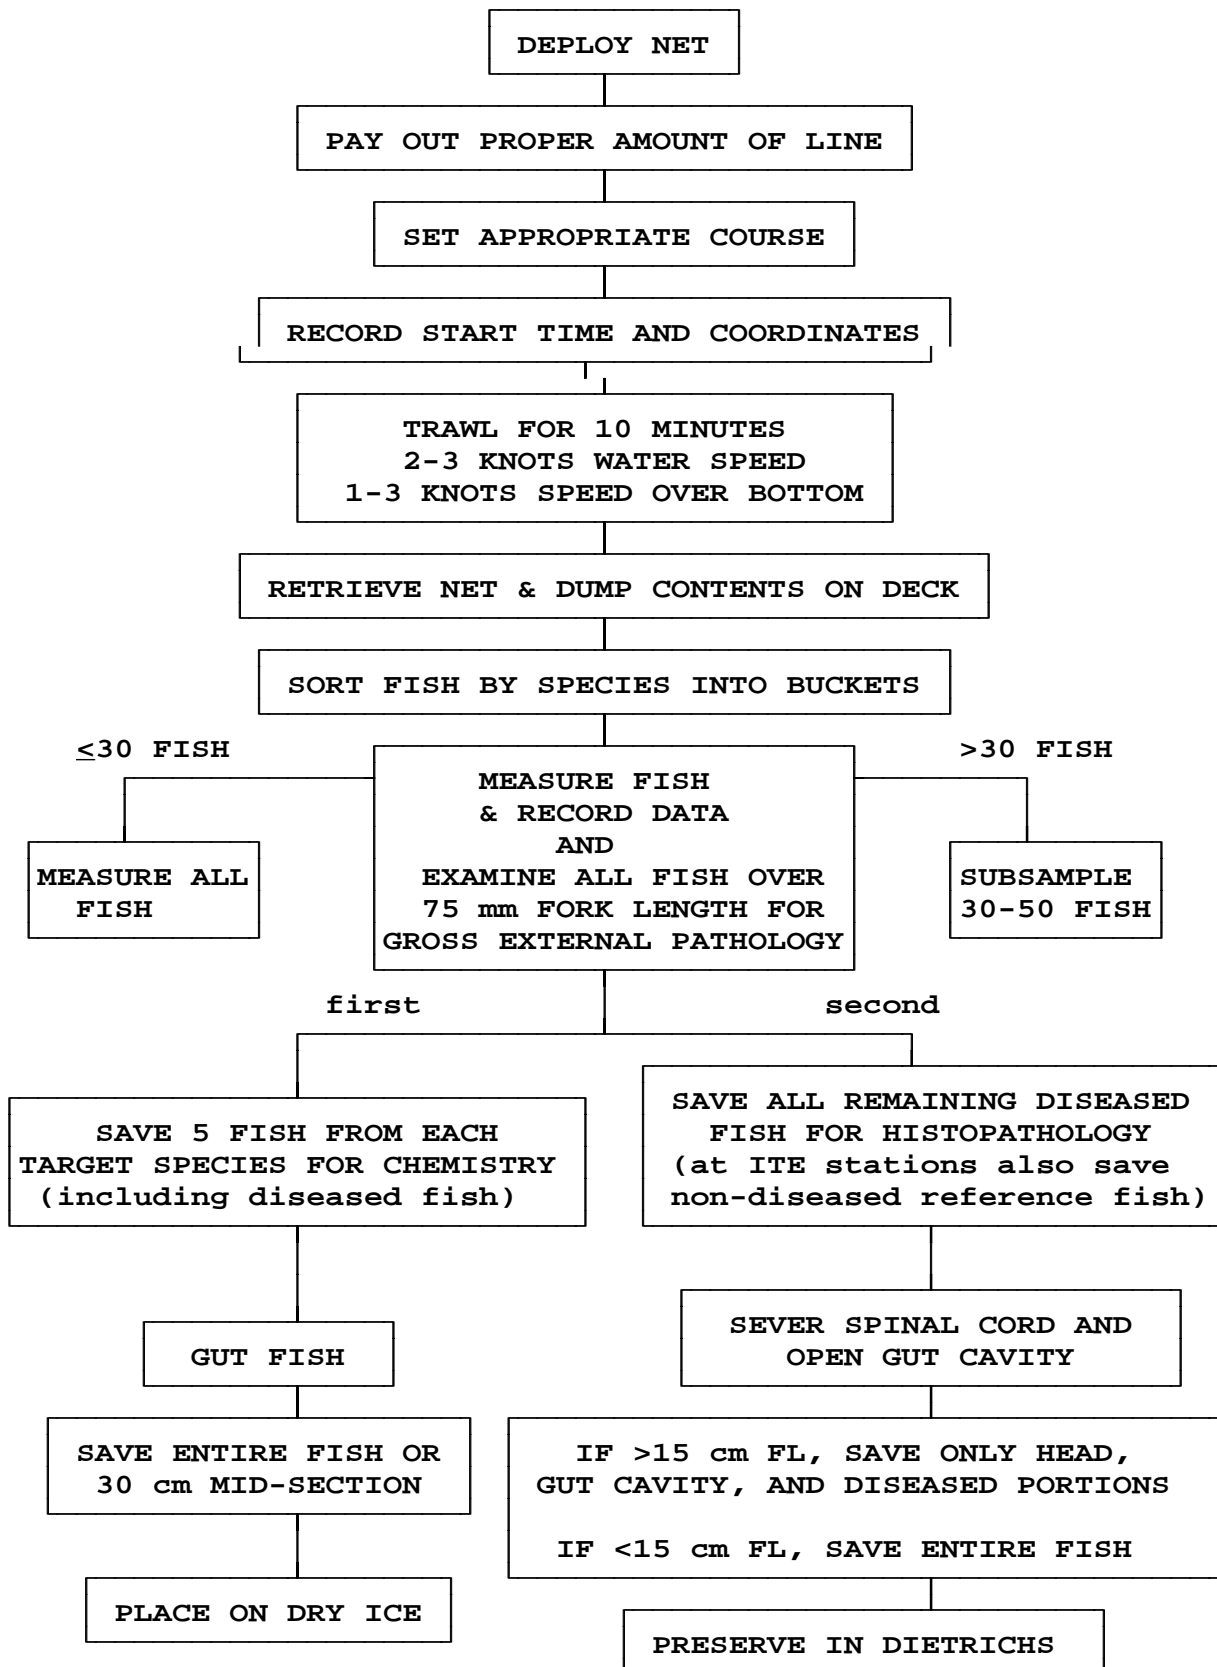 DEPLOY NET
PAY OUT PROPER AMOUNT OF LINE
SET APPROPRIATE COURSE
RECORD START TIME AND COORDINATES
TRAWL FOR 10 MINUTES
2-3 KNOTS WATER SPEED
1-3 KNOTS SPEED OVER BOTTOM
RETRIEVE NET & DUMP CONTENTS ON DECK
SORT FISH BY SPECIES INTO BUCKETS
≤30 FISH
>30 FISH
MEASURE FISH
& RECORD DATA
AND
EXAMINE ALL FISH OVER
75 mm FORK LENGTH FOR
GROSS EXTERNAL PATHOLOGY
MEASURE ALL
FISH
SUBSAMPLE
30-50 FISH
first
second
SAVE 5 FISH FROM EACH
TARGET SPECIES FOR CHEMISTRY
(including diseased fish)
SAVE ALL REMAINING DISEASED
FISH FOR HISTOPATHOLOGY
(at ITE stations also save
non-diseased reference fish)
GUT FISH
SEVER SPINAL CORD AND
OPEN GUT CAVITY
SAVE ENTIRE FISH OR
30 cm MID-SECTION
IF >15 cm FL, SAVE ONLY HEAD,
GUT CAVITY, AND DISEASED PORTIONS
IF <15 cm FL, SAVE ENTIRE FISH
PLACE ON DRY ICE
PRESERVE IN DIETRICHS